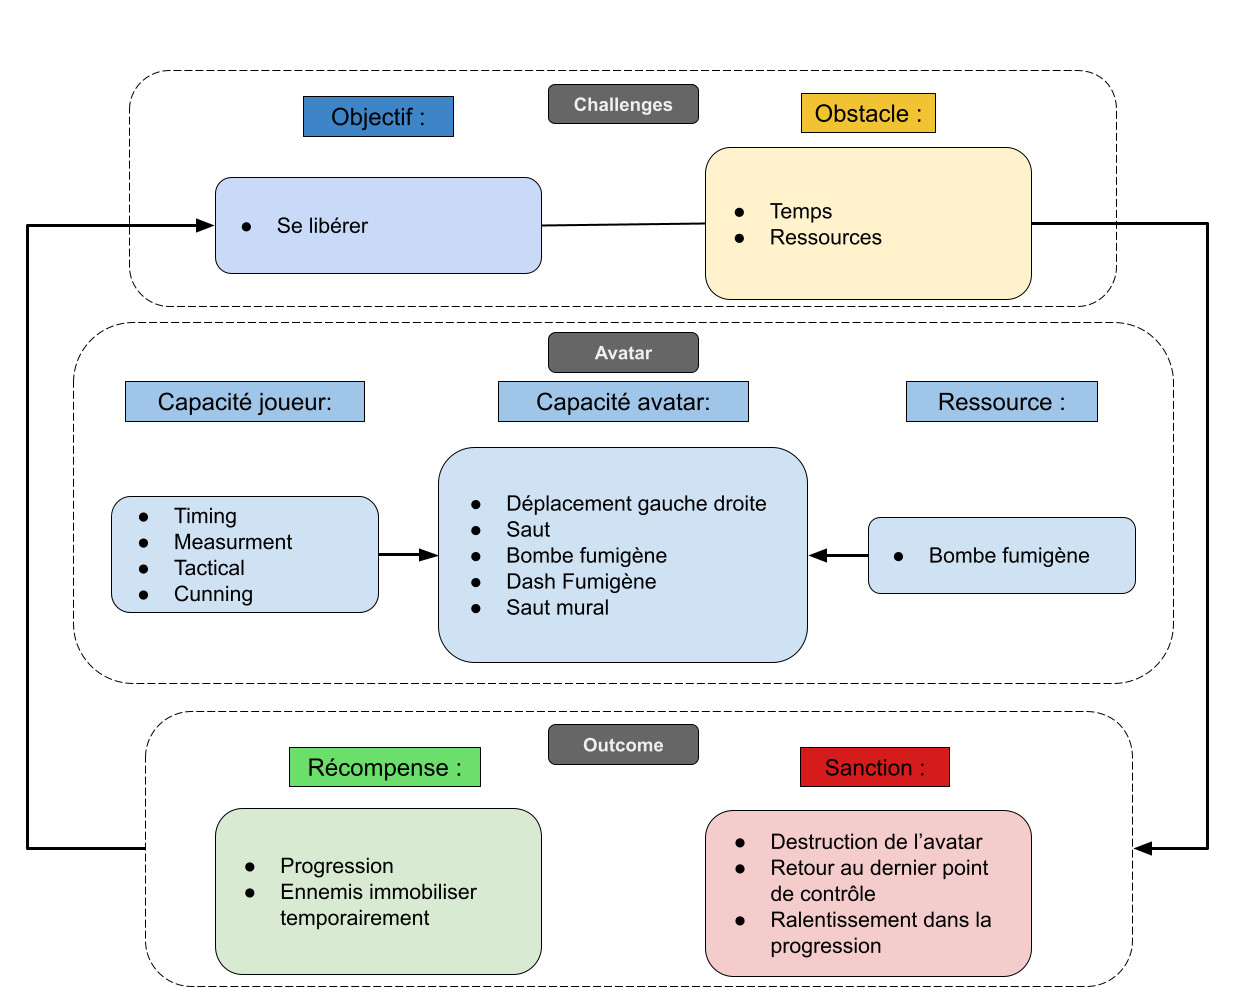 Challenges
Objectif :
Obstacle :
● Se libérer
● Temps
● Ressources
Avatar
Capacité joueur:
Capacité avatar:
Ressource :
● Timing
● Measurment
● Tactical
● Cunning
● Déplacement gauche droite
● Saut
● Bombe fumigène
● Dash Fumigène
● Saut mural
● Bombe fumigène
Outcome
Récompense :
Sanction :
● Progression
● Ennemis immobiliser
temporairement
● Destruction de l’avatar
● Retour au dernier point
de contrôle
● Ralentissement dans la
progression